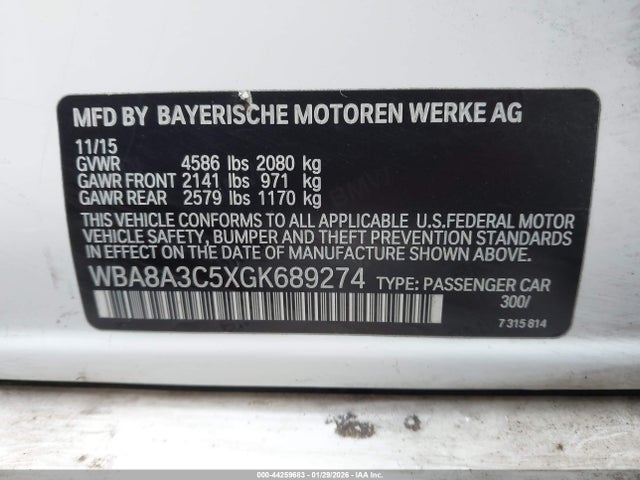 MFD BY BAYERISCHE MOTOREN WERKE AG
11/15
GVWR 4586 lbs 2080 kg
GAWR FRONT 2141 lbs 971 kg
GAWR REAR 2579 lbs 1170 kg
THIS VEHICLE CONFORMS TO ALL APPLICABLE U.S.FEDERAL MOTOR
VEHICLE SAFETY, BUMPER AND THEFT PREVENTION STANDARDS
IN EFFECT ON THE DATE OF MANUFACTURE SHOWN ABOVE.
WBA8A3C5XGK689274 TYPE: PASSENGER CAR
300/
7 315 814
000-44259663 | 01/29/2026 - IAAI.CA